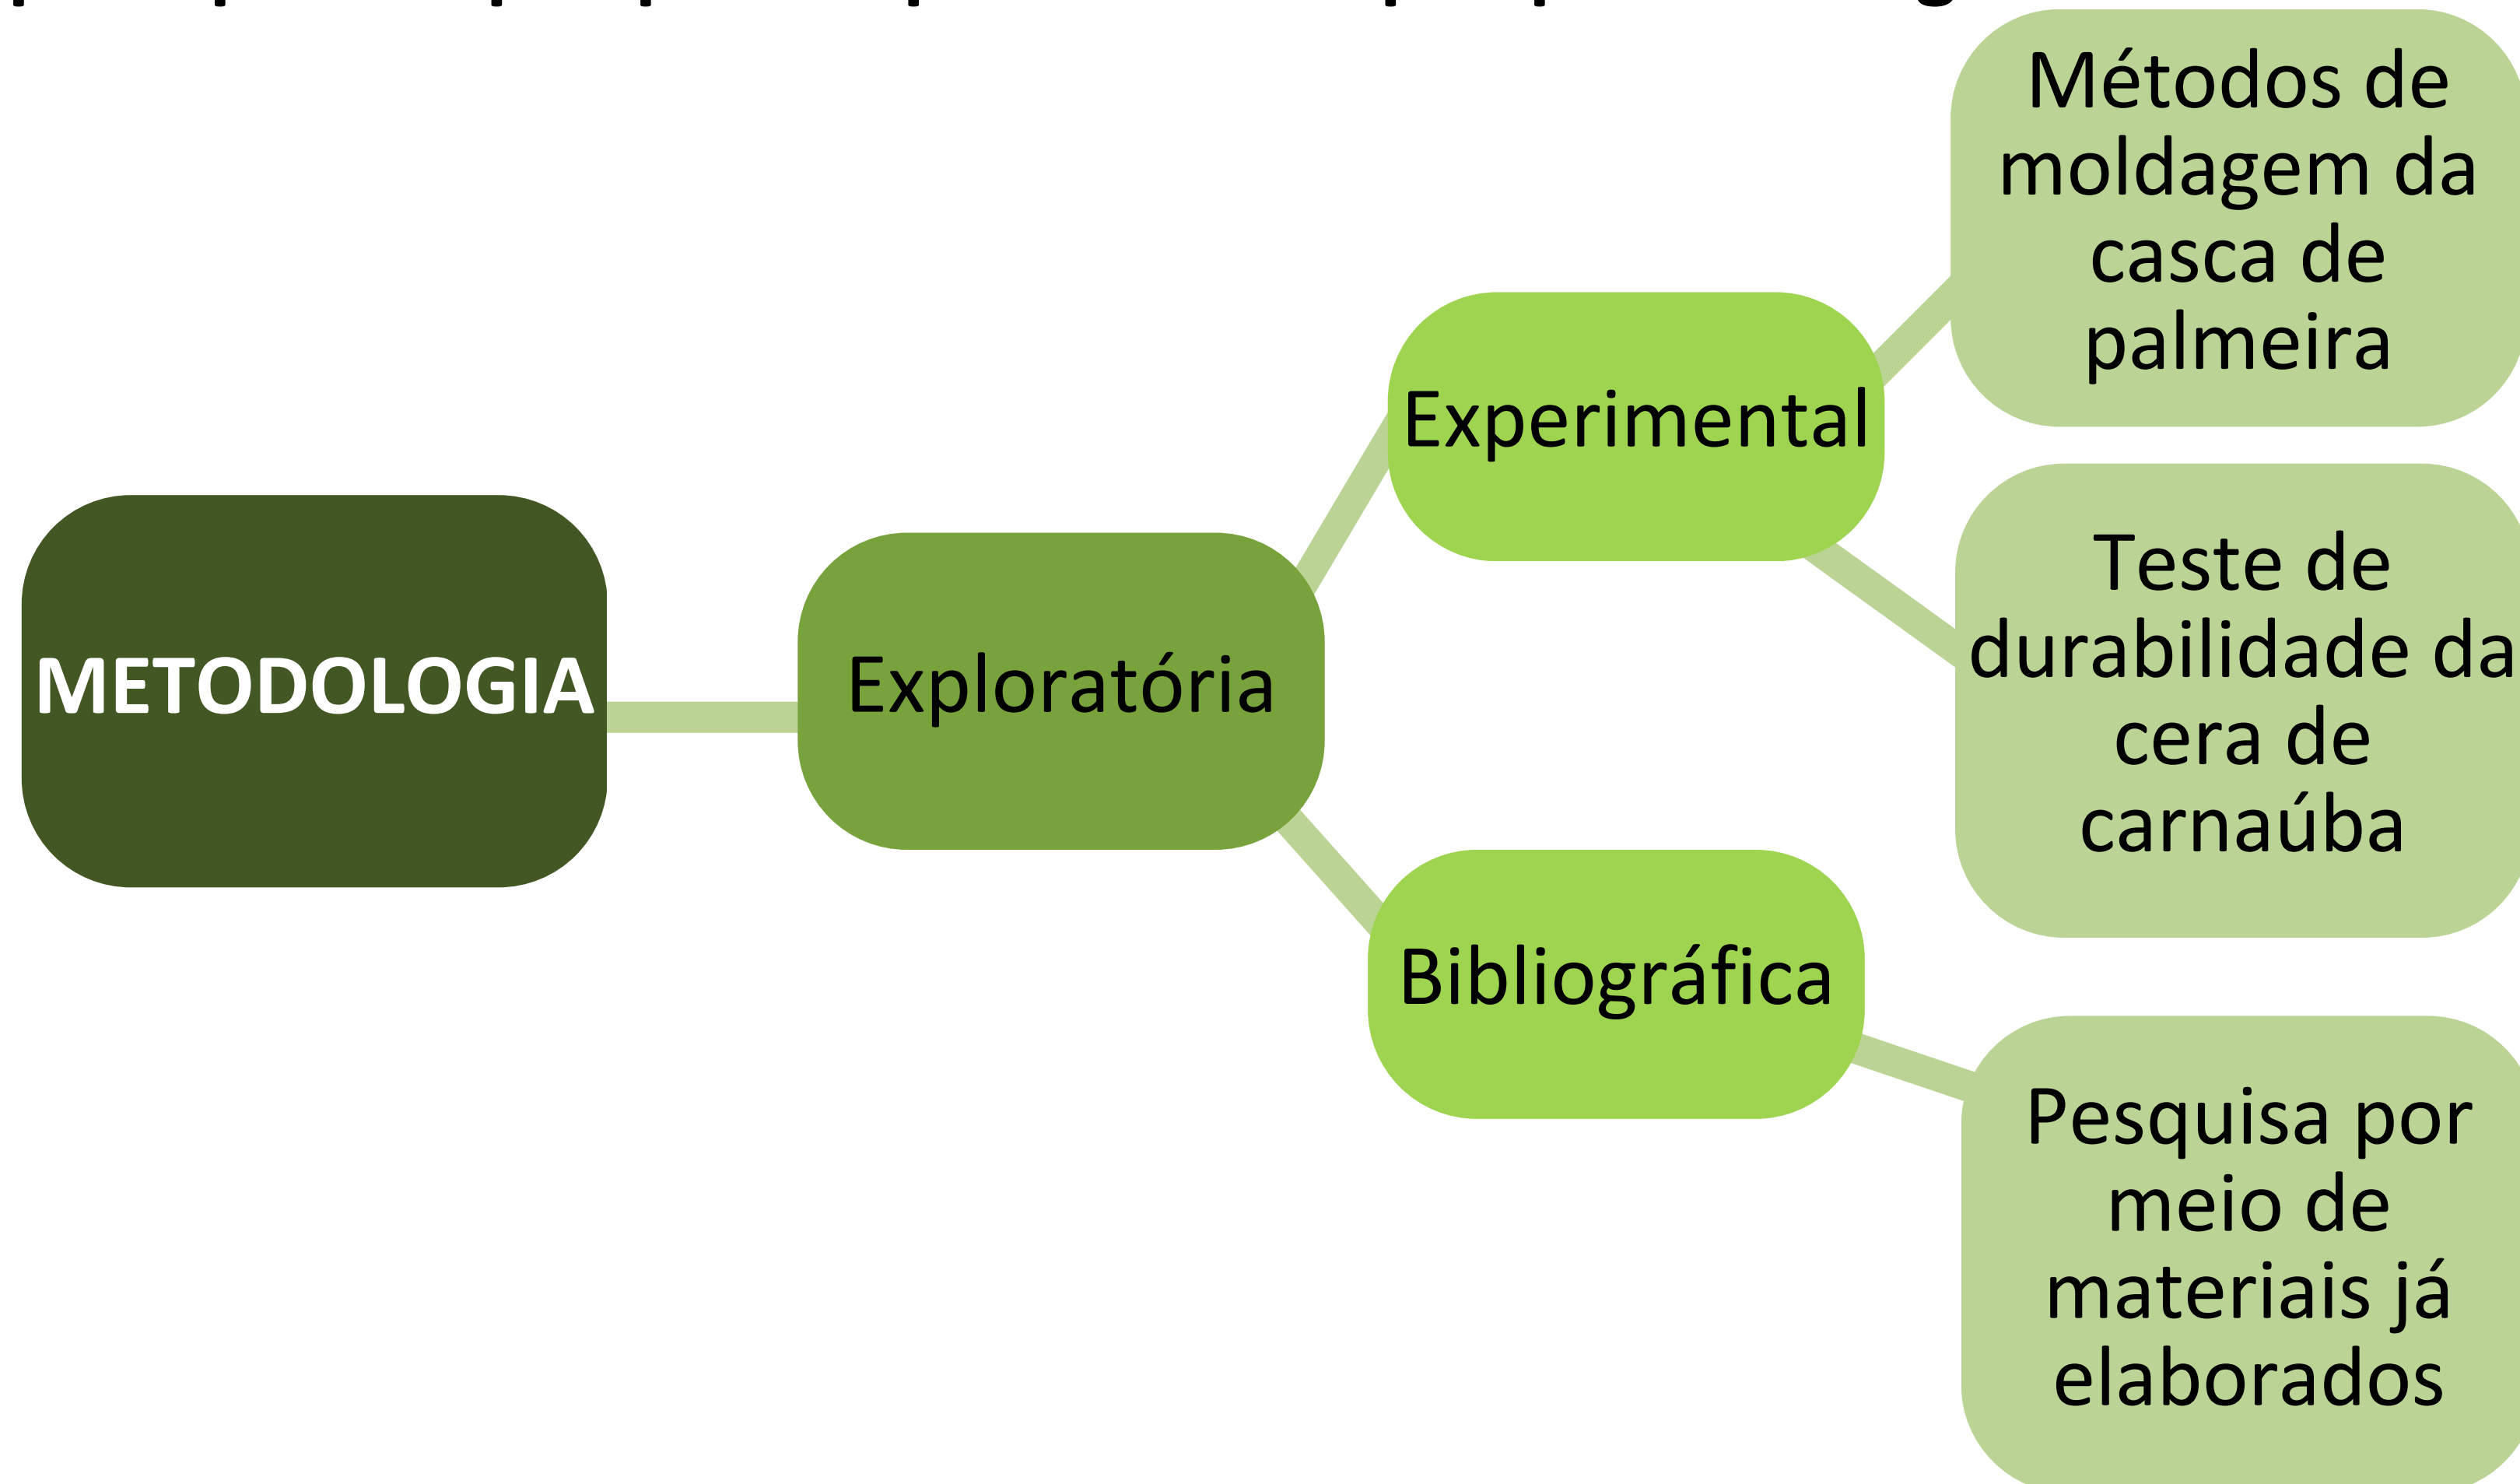 METODOLOGIA
Exploratória
Experimental
Bibliográfica
Métodos de
moldagem da
casca de
palmeira
Teste de
durabilidade da
cera de
carnaúba
Pesquisa por
meio de
materiais já
elaborados